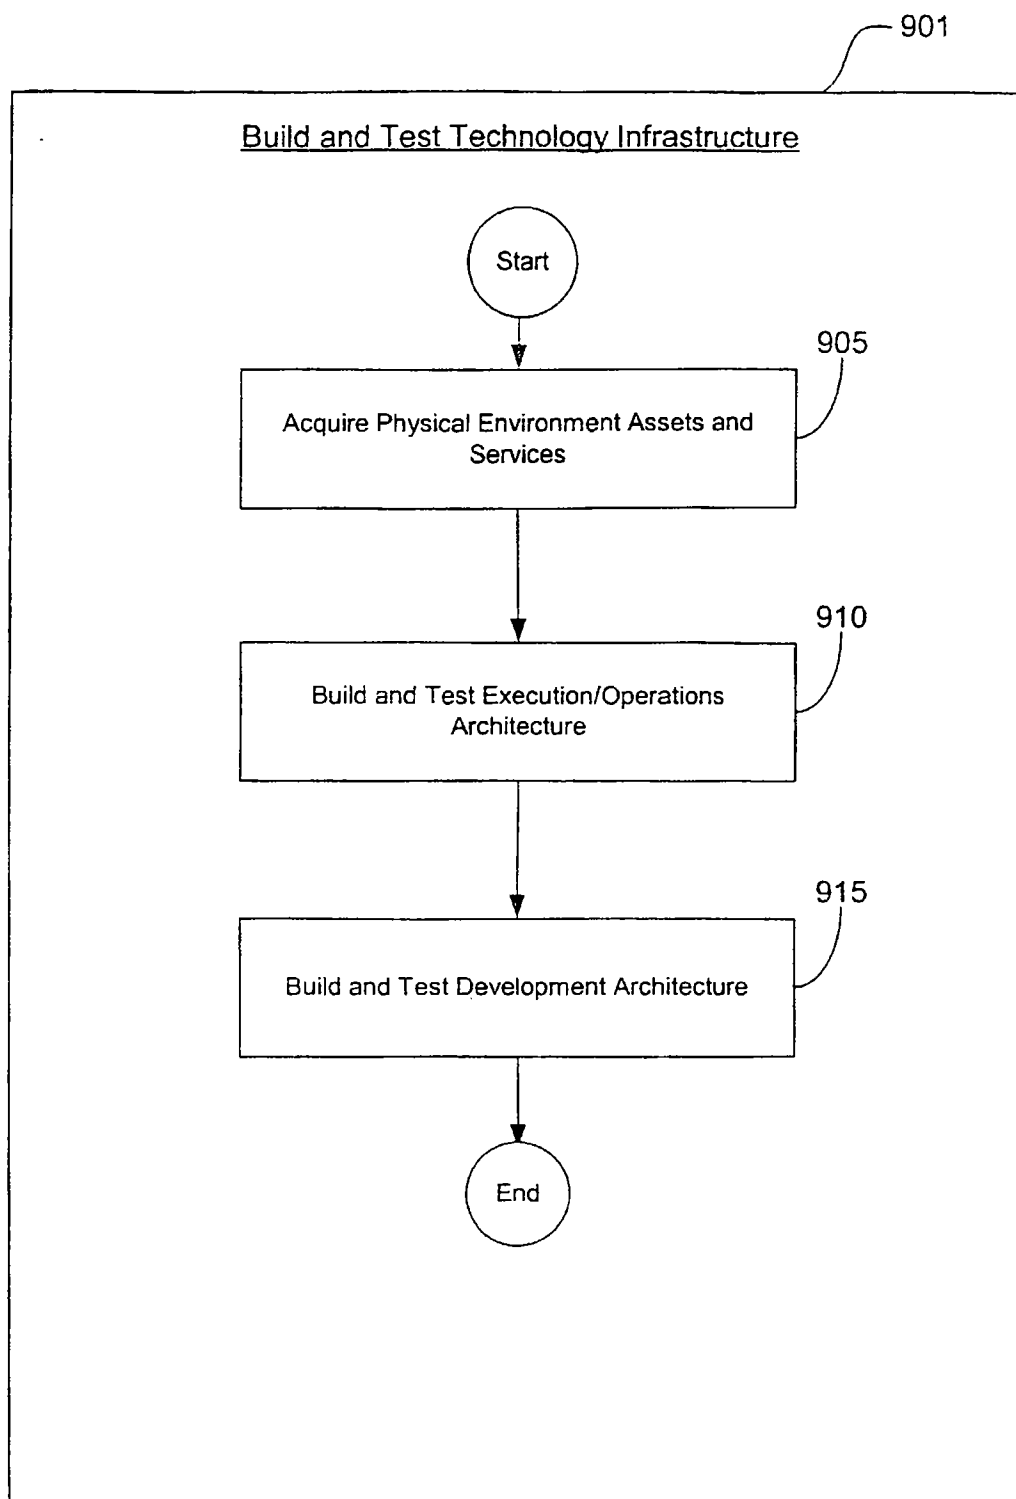 901
Build and Test Technology Infrastructure
Start
905
Acquire Physical Environment Assets and
Services
910
Build and Test Execution/Operations
Architecture
915
Build and Test Development Architecture
End